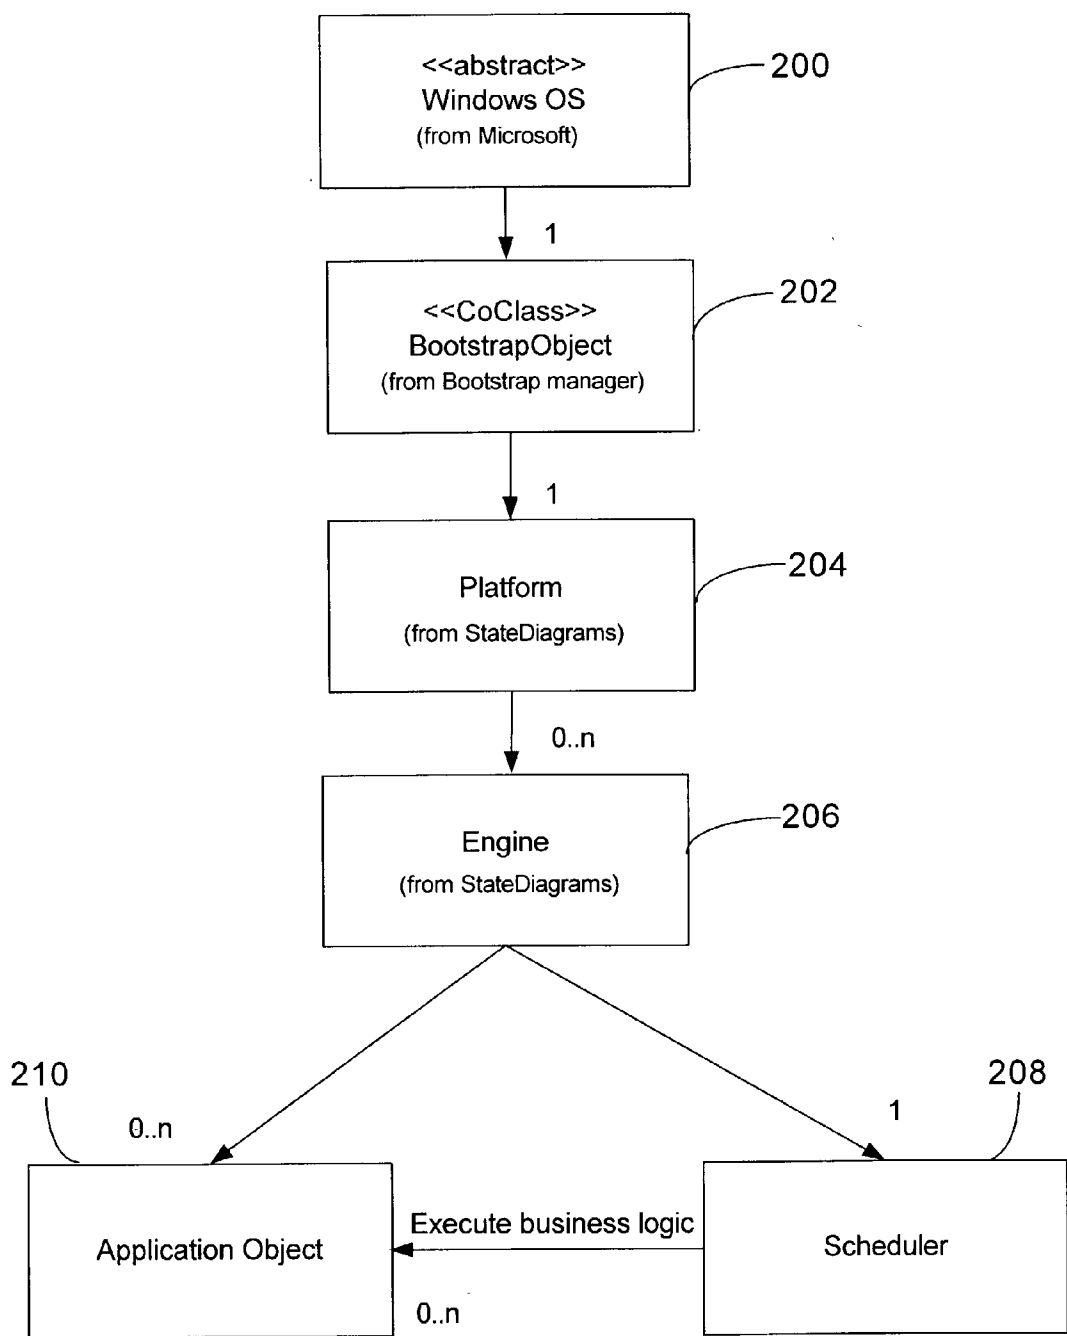 <<abstract>>
Windows OS
(from Microsoft)
200
1
<<CoClass>>
BootstrapObject
(from Bootstrap manager)
202
1
Platform
(from StateDiagrams)
204
0..n
Engine
(from StateDiagrams)
206
210
208
0..n
1
Application Object
Execute business logic
0..n
Scheduler